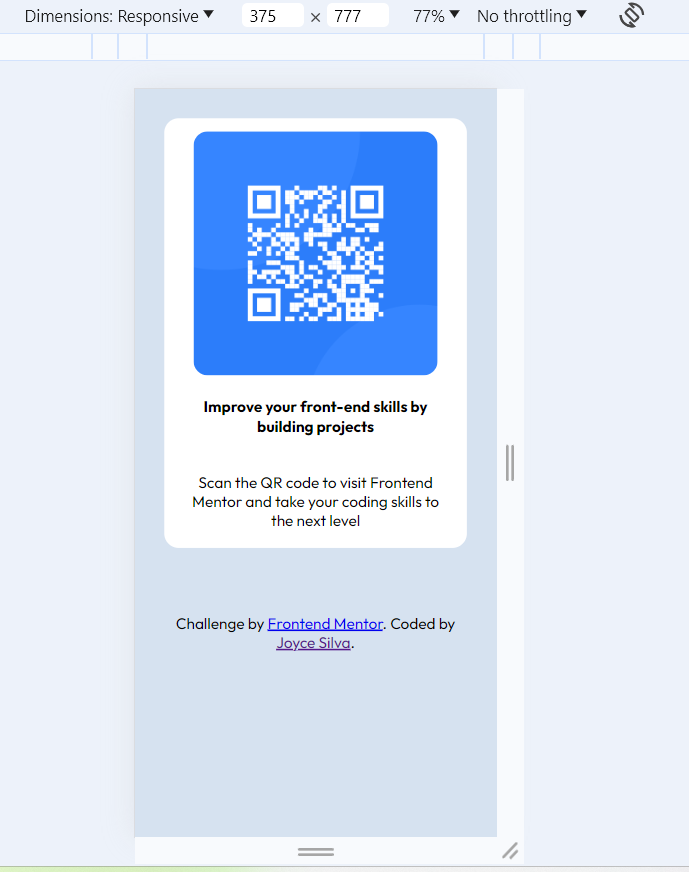 Dimensions: Responsive 375 × 777 77% No throttling
Improve your front-end skills by
building projects
Scan the QR code to visit Frontend
Mentor and take your coding skills to
the next level
Challenge by Frontend Mentor. Coded by
Joyce Silva.